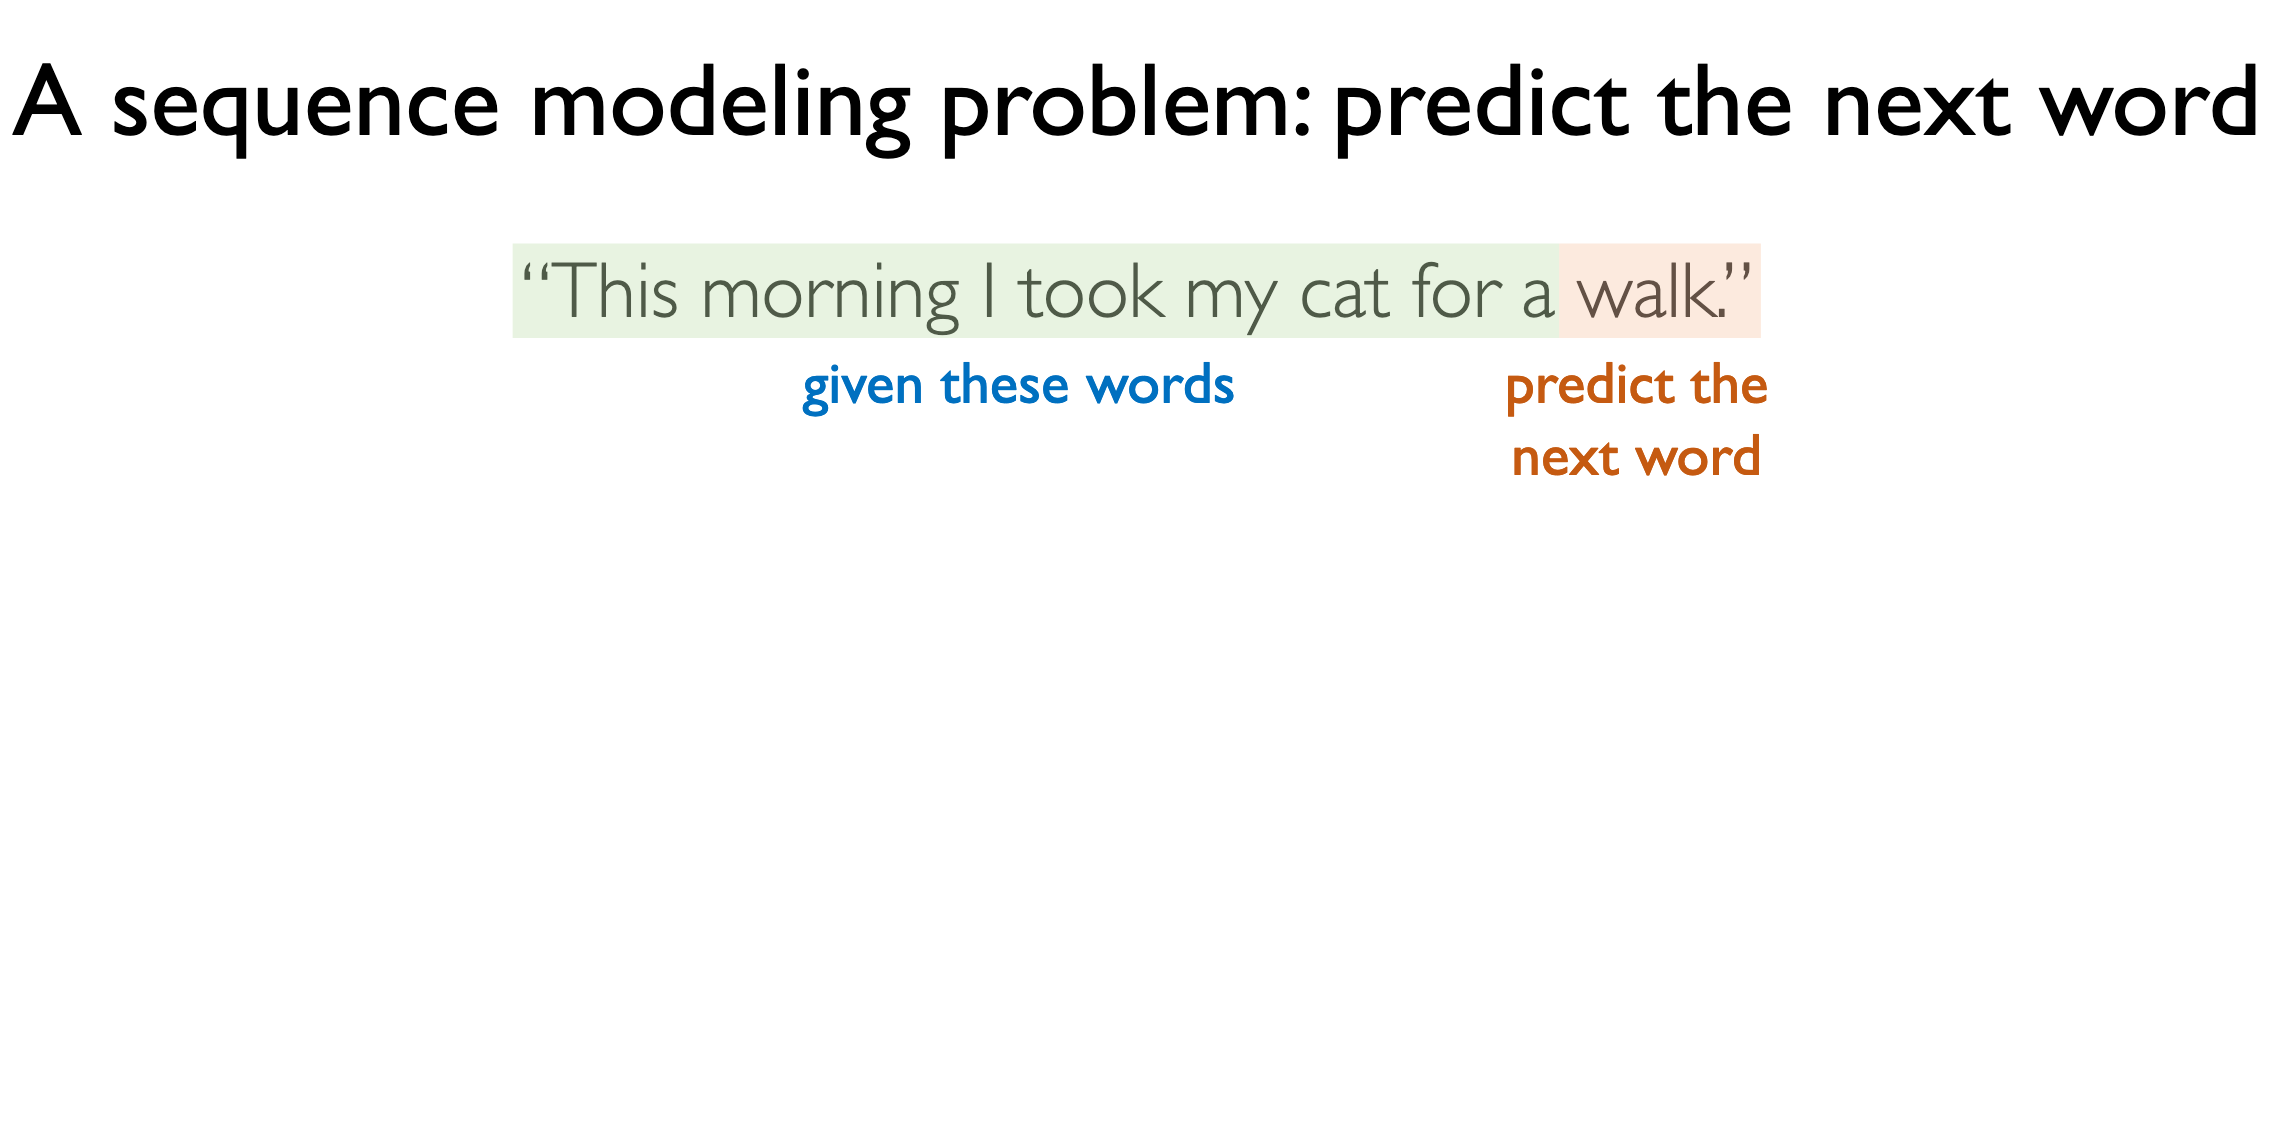 A sequence modeling problem: predict the next word
“This morning I took my cat for a walk.”
given these words
predict the
next word